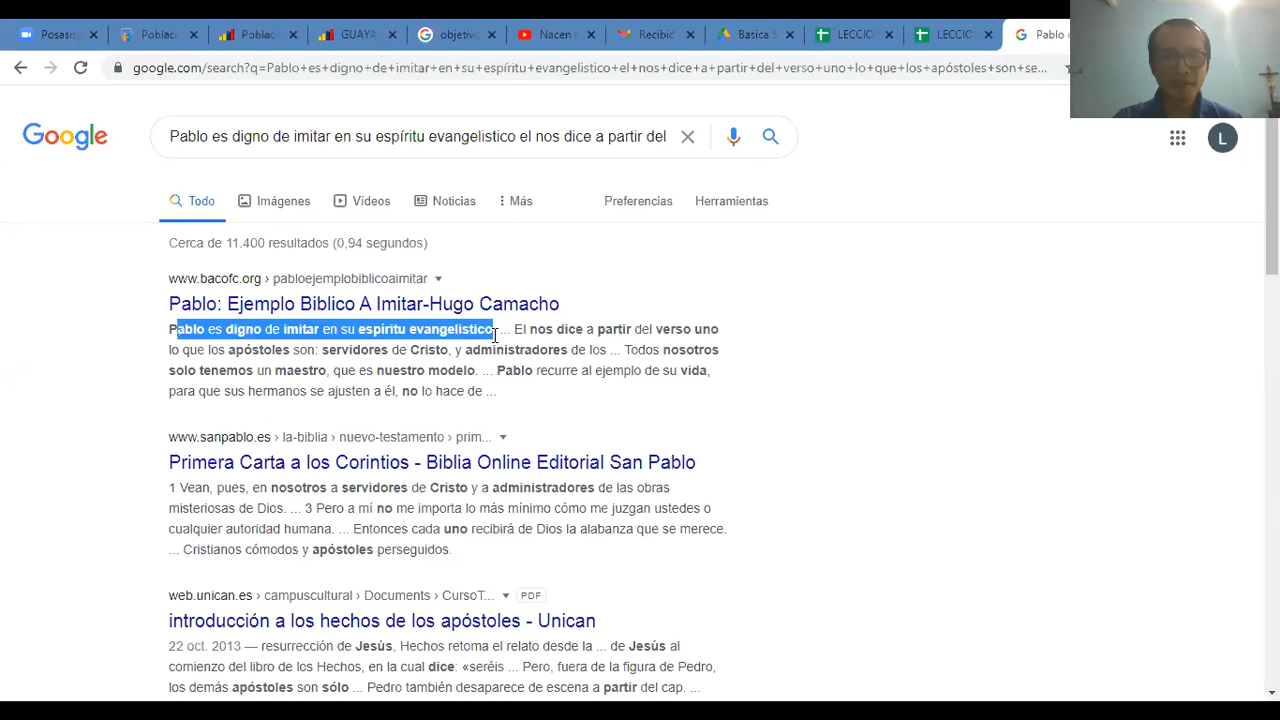 Posasis
Poblaci
Poblac
GUAYA
objetiv
Nacen
Recibid
Basica S
LECCIO
LECCIO
Pablo
google.com/search?q=Pablo+es+digno+de+imitar+en+su+espíritu+evangelistico+el+nos+dice+a+partir+del+verso+uno+lo+que+los+apóstoles+son+se...
Google
Pablo es digno de imitar en su espíritu evangelistico el nos dice a partir del
L
Todo
Imágenes
Vídeos
Noticias
Más
Preferencias
Herramientas
Cerca de 11.400 resultados (0,94 segundos)
www.bacofc.org › pabloejemplobiblicoaimitar
Pablo: Ejemplo Biblico A Imitar-Hugo Camacho
Pablo es digno de imitar en su espíritu evangelistico ... El nos dice a partir del verso uno
lo que los apóstoles son: servidores de Cristo, y administradores de los ... Todos nosotros
solo tenemos un maestro, que es nuestro modelo. ... Pablo recurre al ejemplo de su vida,
para que sus hermanos se ajusten a él, no lo hace de ...
www.sanpablo.es › la-biblia › nuevo-testamento › prim...
Primera Carta a los Corintios - Biblia Online Editorial San Pablo
1 Vean, pues, en nosotros a servidores de Cristo y a administradores de las obras
misteriosas de Dios. ... 3 Pero a mí no me importa lo más mínimo cómo me juzgan ustedes o
cualquier autoridad humana. ... Entonces cada uno recibirá de Dios la alabanza que se merece.
... Cristianos cómodos y apóstoles perseguidos.
web.unican.es › campuscultural › Documents › CursoT...
PDF
introducción a los hechos de los apóstoles - Unican
22 oct. 2013 — resurrección de Jesús, Hechos retoma el relato desde la ... de Jesús al
comienzo del libro de los Hechos, en la cual dice: «seréis ... Pero, fuera de la figura de Pedro,
los demás apóstoles son sólo ... Pedro también desaparece de escena a partir del cap. ...